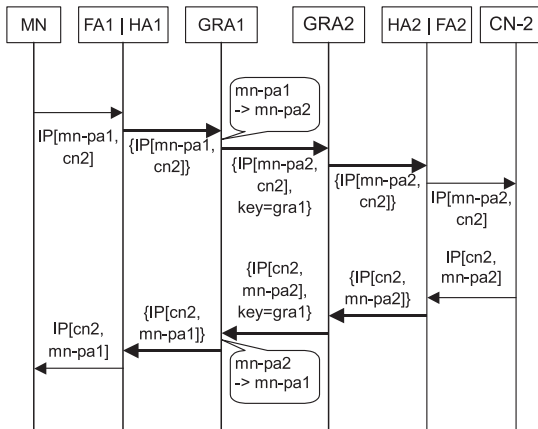 MN
FA1 | HA1
GRA1
GRA2
HA2 | FA2
CN-2
mn-pa1
-> mn-pa2
IP[mn-pa1,
cn2]
{IP[mn-pa1,
cn2]}
{IP[mn-pa2,
cn2],
key=gra1}
{IP[mn-pa2,
cn2]}
IP[mn-pa2,
cn2]
IP[cn2,
mn-pa2]
{IP[cn2,
mn-pa2]}
{IP[cn2,
mn-pa2],
key=gra1}
{IP[cn2,
mn-pa1]}
IP[cn2,
mn-pa1]
mn-pa2
-> mn-pa1